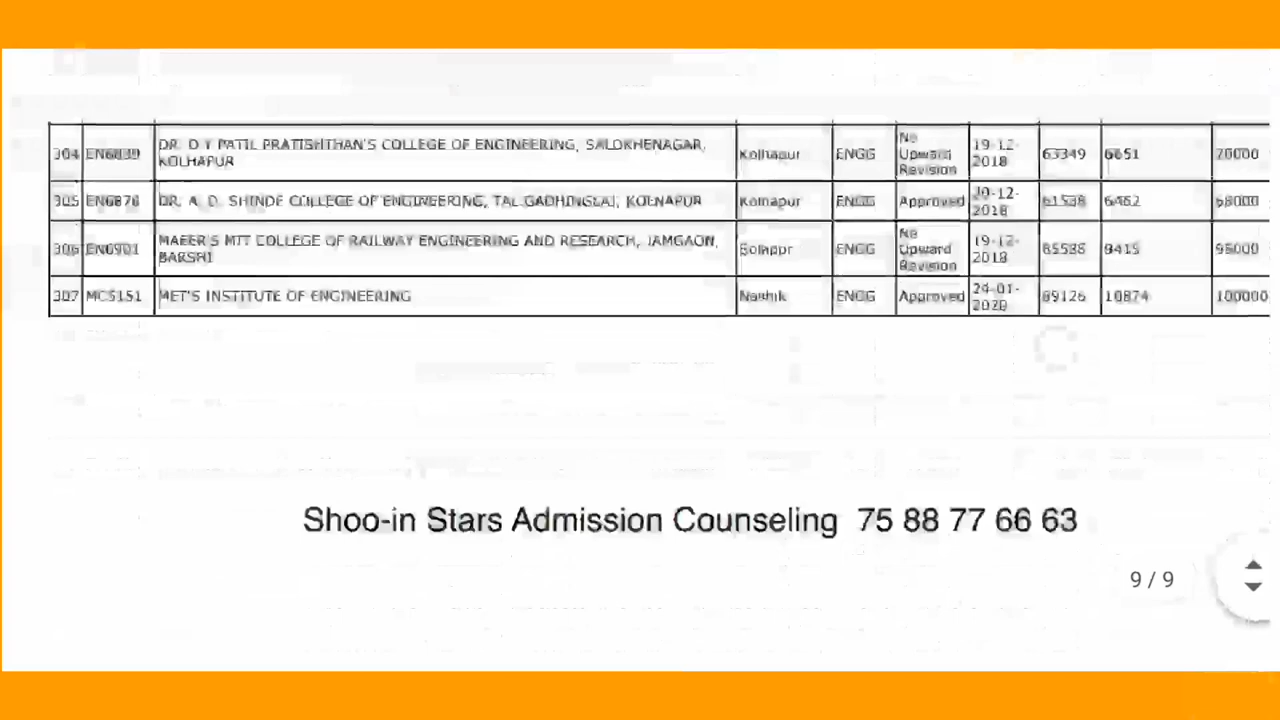 304 EN6839 DR. D Y PATIL PRATISHTHAN'S COLLEGE OF ENGINEERING, SALOKHENAGAR, KOLHAPUR Kolhapur ENGG No Upward Revision 19-12-2018 63349 6651 70000
305 EN6876 DR. A. D. SHINDE COLLEGE OF ENGINEERING, TAL.GADHINGLAJ, KOLHAPUR Kolhapur ENGG Approved 20-12-2018 61538 6462 68000
306 EN6901 MAEER'S MIT COLLEGE OF RAILWAY ENGINEERING AND RESEARCH, JAMGAON, BARSHI Solapur ENGG No Upward Revision 19-12-2018 85585 9415 95000
307 MC5151 MET'S INSTITUTE OF ENGINEERING Nashik ENGG Approved 24-01-2020 89126 10874 100000
Shoo-in Stars Admission Counseling 75 88 77 66 63
9 / 9